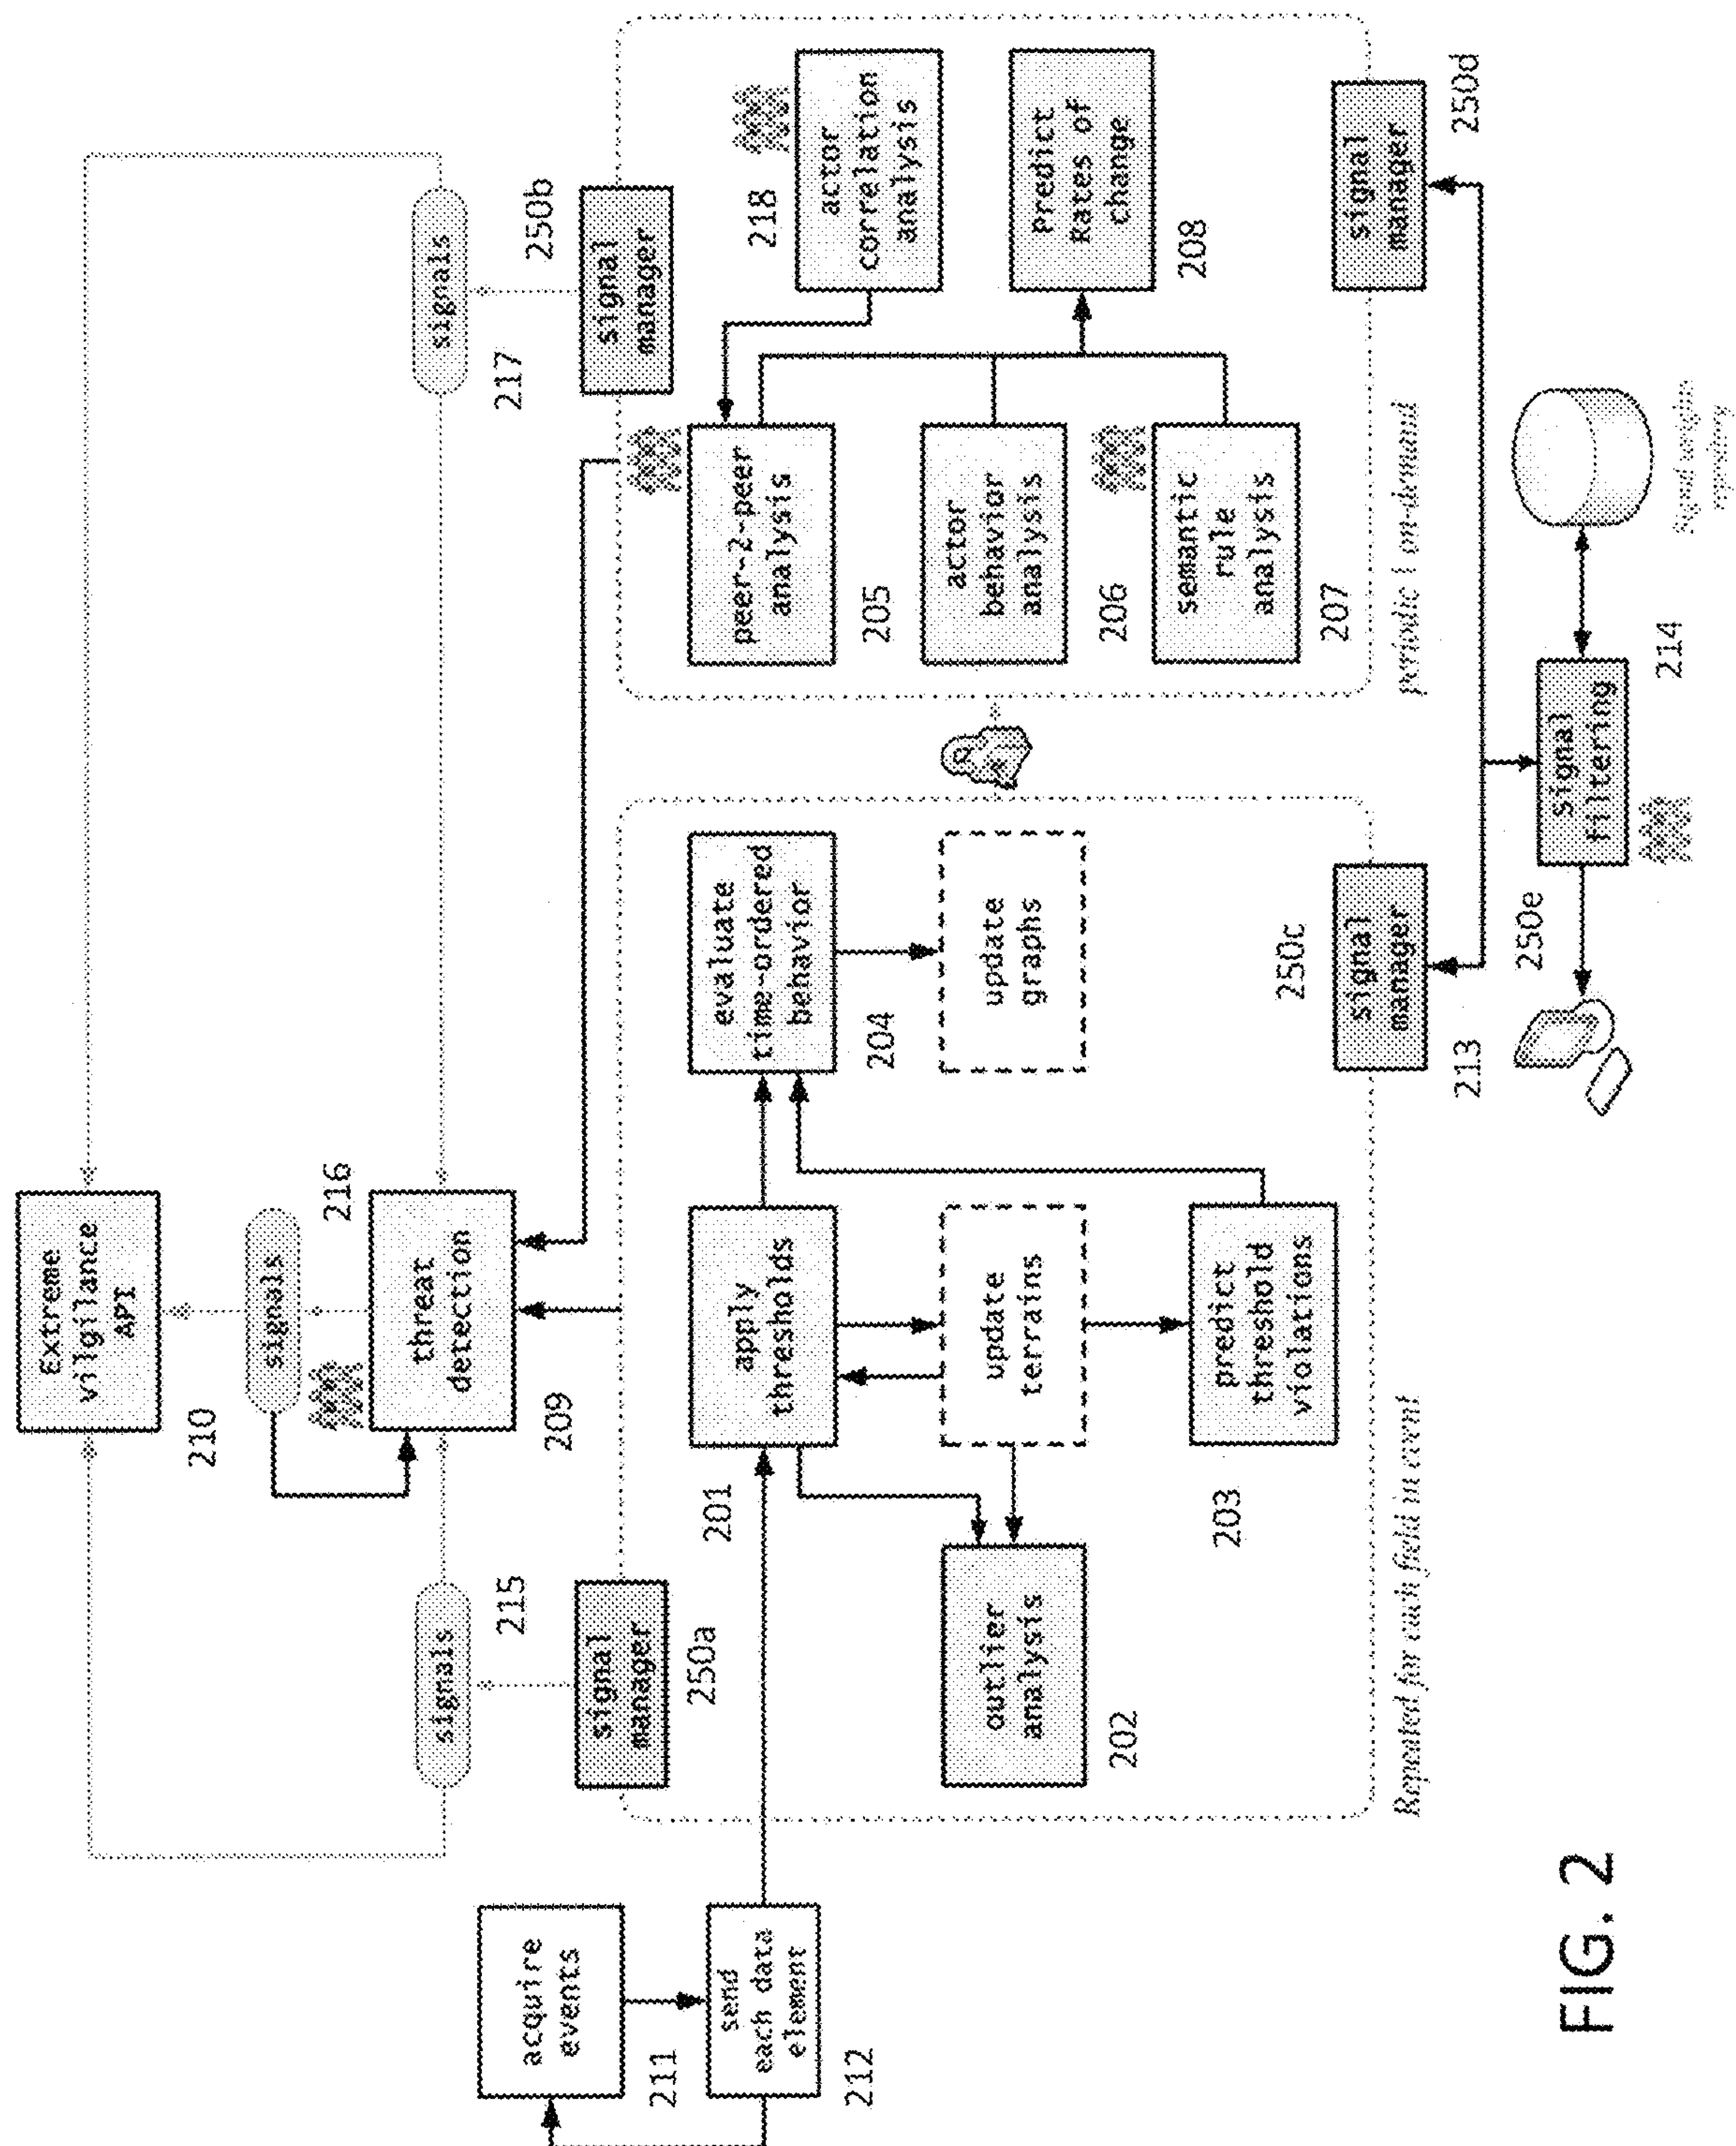 Extreme
vilgilance
API
210
signals
216
threat
detection
209
signals
215
signal
manager
250a
signals
217
signal
manager
250b
acquire
events
211
send
each data
element
212
apply
thresholds
201
update
terrains
outlier
analysis
202
predict
threshold
violations
203
evaluate
time-ordered
behavior
204
update
graphs
Repeated for each field in event
peer-2-peer
analysis
205
actor
behavior
analysis
206
semantic
rule
analysis
207
actor
correlation
analysis
218
Predict
Rates of
change
208
periodic | on-demand
signal
manager
250c
213
signal
manager
250d
signal
filtering
214
250e
Signal weights
repository
FIG. 2